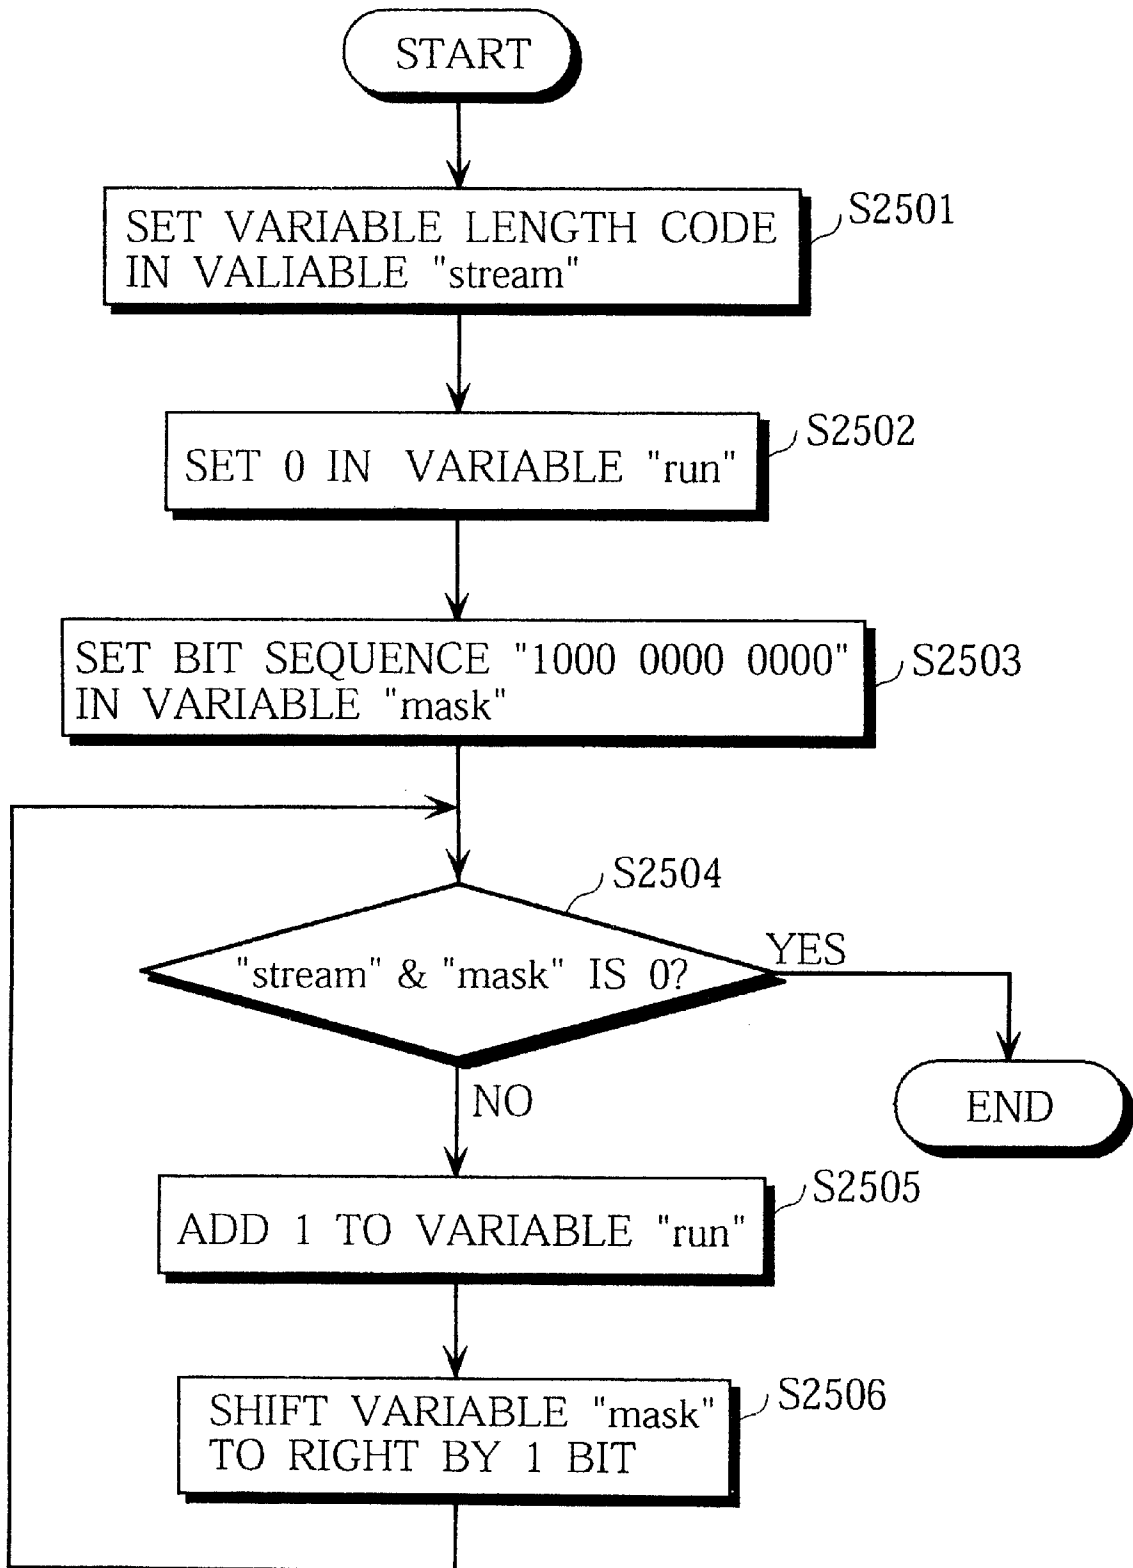 START
SET VARIABLE LENGTH CODE
IN VALIABLE "stream"
S2501
SET 0 IN VARIABLE "run"
S2502
SET BIT SEQUENCE "1000 0000 0000"
IN VARIABLE "mask"
S2503
S2504
"stream" & "mask" IS 0?
YES
NO
END
ADD 1 TO VARIABLE "run"
S2505
SHIFT VARIABLE "mask"
TO RIGHT BY 1 BIT
S2506